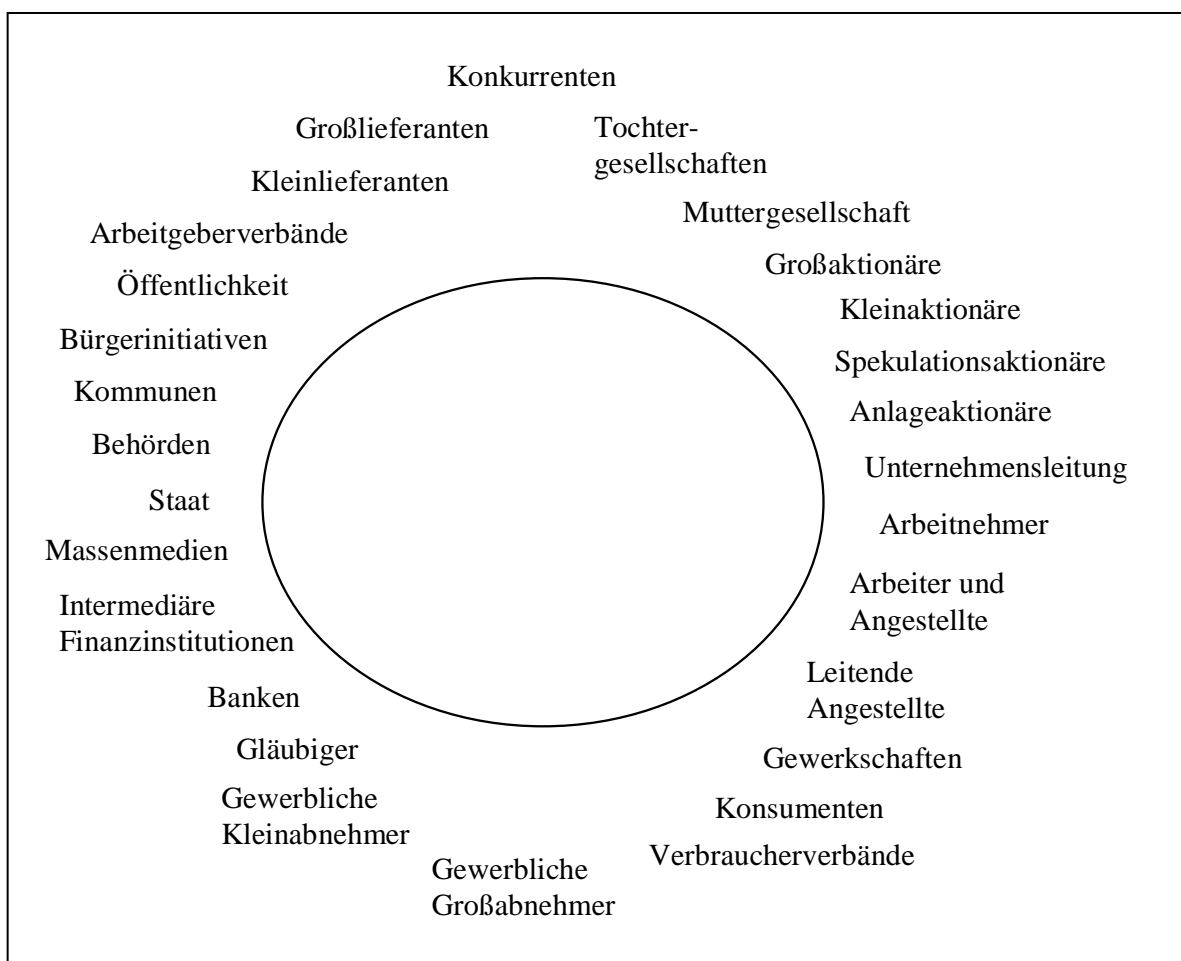 Konkurrenten
Großlieferanten
Tochter-
gesellschaften
Kleinlieferanten
Muttergesellschaft
Arbeitgeberverbände
Großaktionäre
Öffentlichkeit
Kleinaktionäre
Bürgerinitiativen
Spekulationsaktionäre
Kommunen
Anlageaktionäre
Behörden
Unternehmensleitung
Staat
Arbeitnehmer
Massenmedien
Arbeiter und
Angestellte
Intermediäre
Finanzinstitutionen
Leitende
Angestellte
Banken
Gläubiger
Gewerkschaften
Gewerbliche
Kleinabnehmer
Konsumenten
Verbraucherverbände
Gewerbliche
Großabnehmer